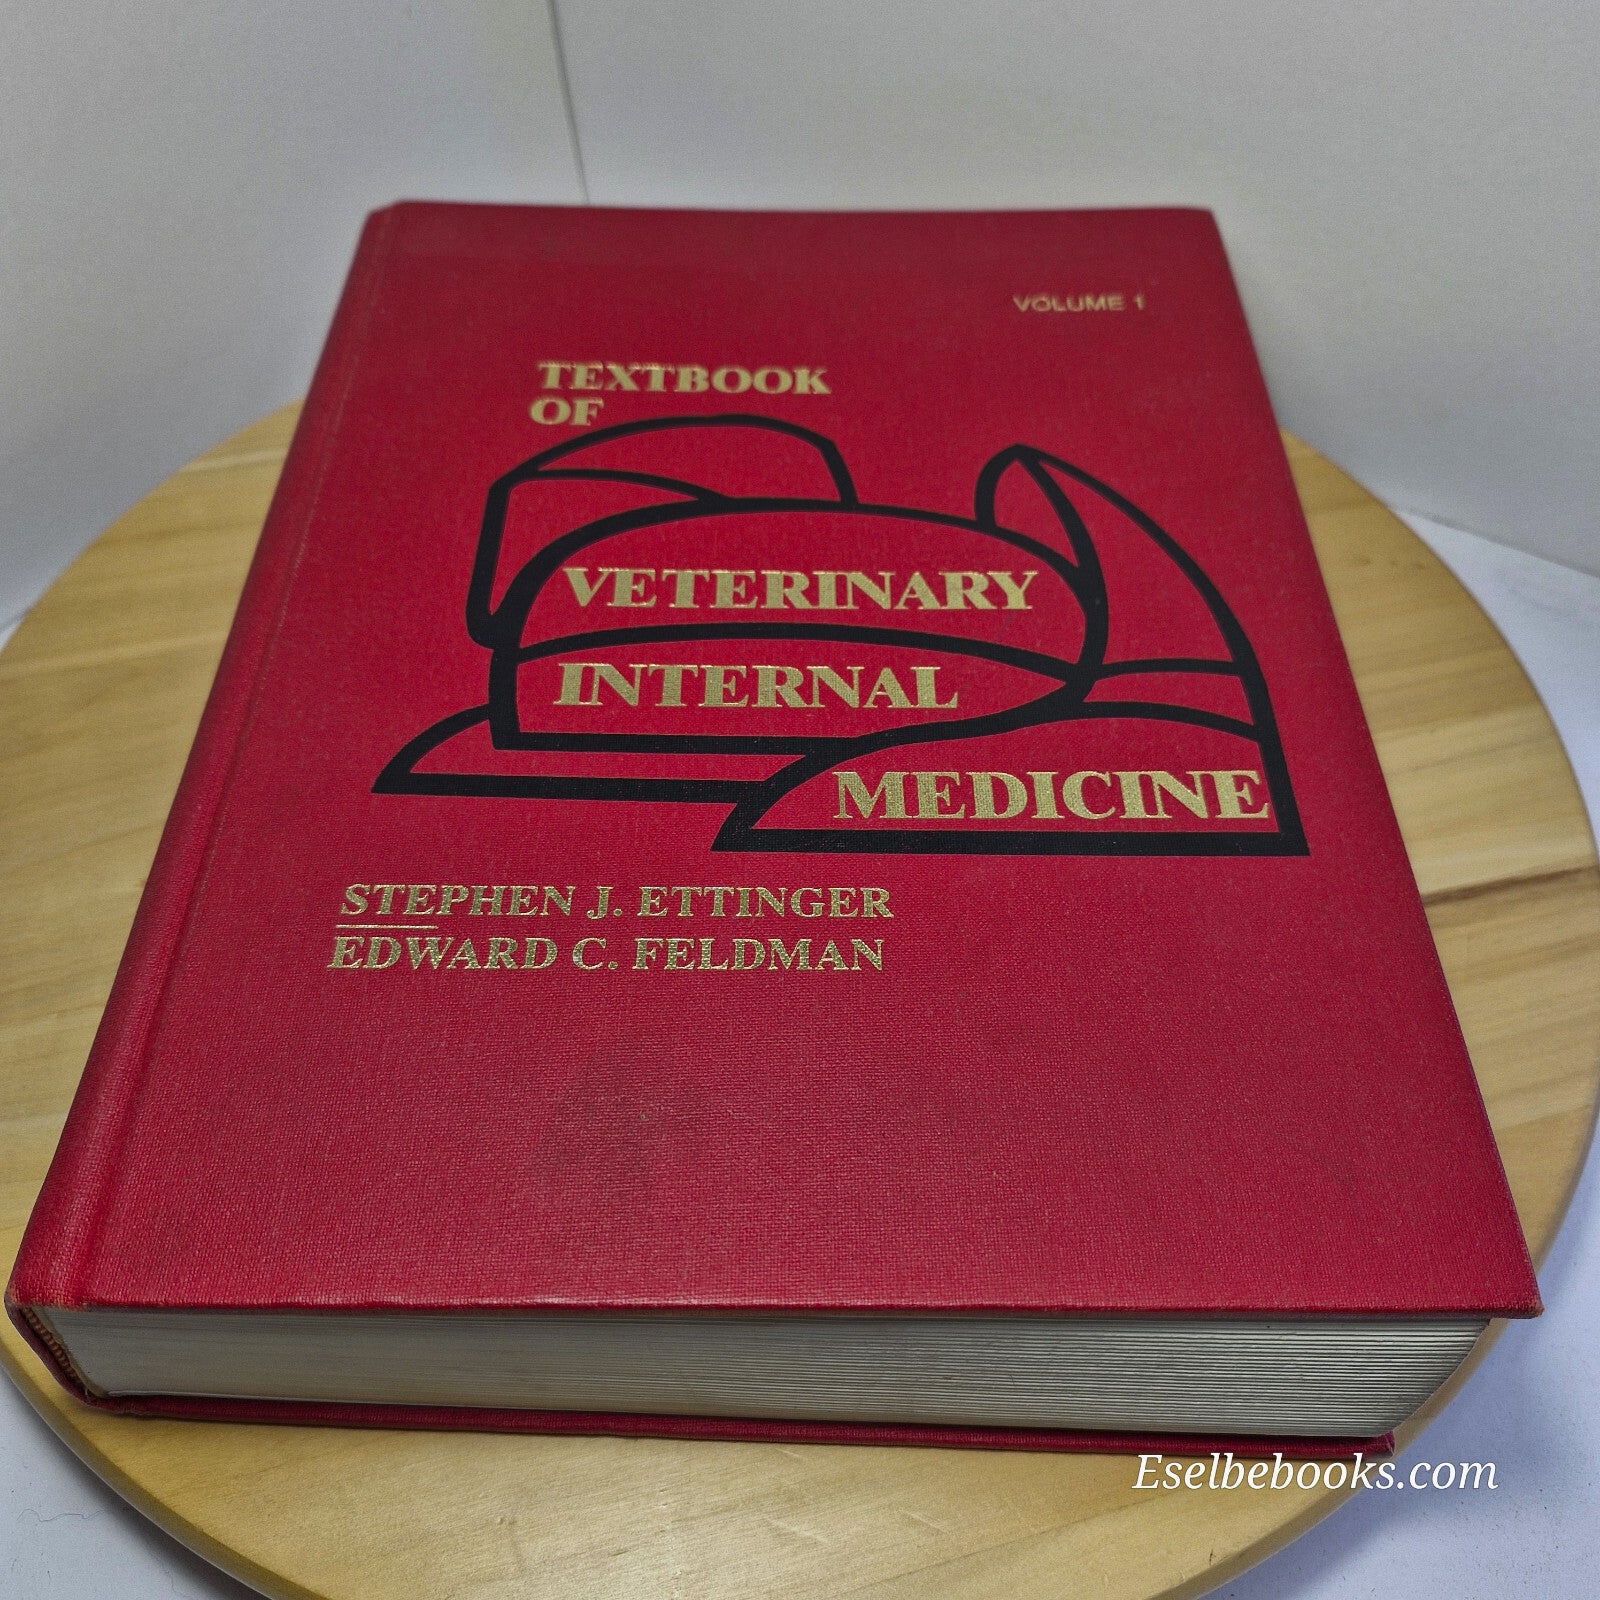 VOLUME 1
TEXTBOOK
OF
VETERINARY
INTERNAL
MEDICINE
STEPHEN J. ETTINGER
EDWARD C. FELDMAN
Eselbebooks.com